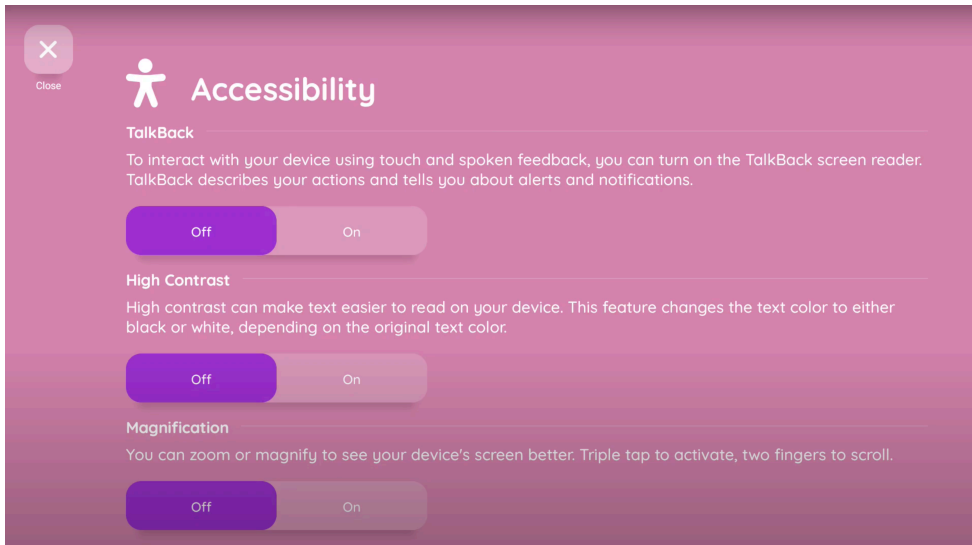 Close
Accessibility
TalkBack
To interact with your device using touch and spoken feedback, you can turn on the TalkBack screen reader.
TalkBack describes your actions and tells you about alerts and notifications.
Off On
High Contrast
High contrast can make text easier to read on your device. This feature changes the text color to either
black or white, depending on the original text color.
Off On
Magnification
You can zoom or magnify to see your device's screen better. Triple tap to activate, two fingers to scroll.
Off On